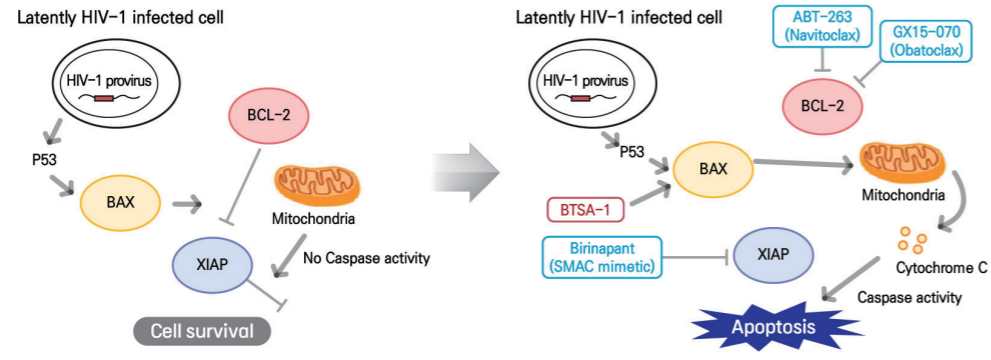 Latently HIV-1 infected cell
HIV-1 provirus
BCL-2
P53
BAX
Mitochondria
XIAP
No Caspase activity
Cell survival
Latently HIV-1 infected cell
ABT-263
(Navitoclax)
GX15-070
(Obatoclax)
HIV-1 provirus
BCL-2
P53
BAX
Mitochondria
BTSA-1
Birinapant
(SMAC mimetic)
XIAP
Cytochrome C
Caspase activity
Apoptosis